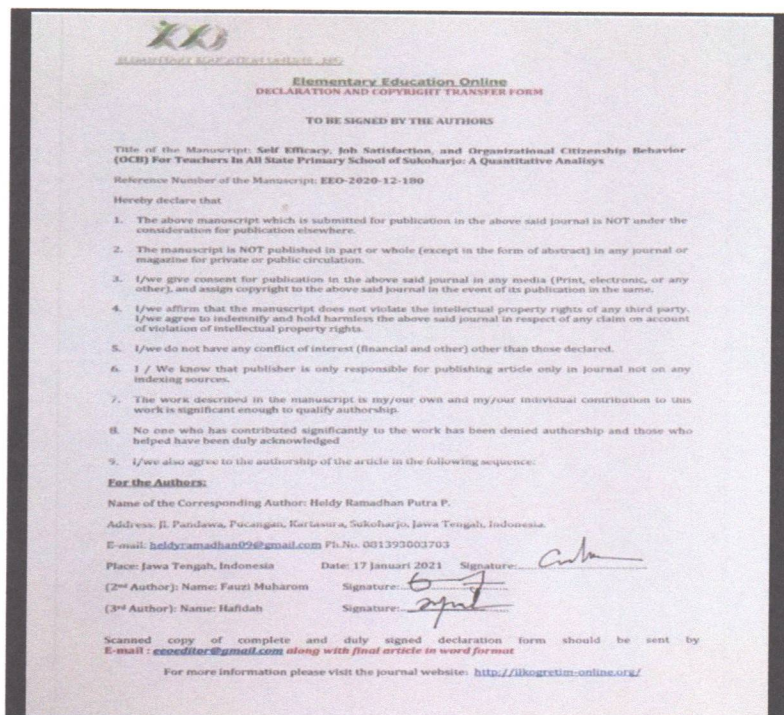 ELEMENTARY EDUCATION ONLINE
Elementary Education Online
DECLARATION AND COPYRIGHT TRANSFER FORM
TO BE SIGNED BY THE AUTHORS
Title of the Manuscript: Self Efficacy, Job Satisfaction, and Organizational Citizenship Behavior
(OCB) For Teachers In All State Primary School of Sukoharjo: A Quantitative Analisys
Reference Number of the Manuscript: EEO-2020-12-180
Hereby declare that
1. The above manuscript which is submitted for publication in the above said journal is NOT under the
consideration for publication elsewhere.
2. The manuscript is NOT published in part or whole (except in the form of abstract) in any journal or
magazine for private or public circulation.
3. I/we give consent for publication in the above said journal in any media (Print, electronic, or any
other), and assign copyright to the above said journal in the event of its publication in the same.
4. I/we affirm that the manuscript does not violate the intellectual property rights of any third party.
I/we agree to indemnify and hold harmless the above said journal in respect of any claim on account
of violation of intellectual property rights.
5. I/we do not have any conflict of interest (financial and other) other than those declared.
6. I / We know that publisher is only responsible for publishing article only in journal not on any
indexing sources.
7. The work described in the manuscript is my/our own and my/our individual contribution to this
work is significant enough to qualify authorship.
8. No one who has contributed significantly to the work has been denied authorship and those who
helped have been duly acknowledged
9. I/we also agree to the authorship of the article in the following sequence:
For the Authors:
Name of the Corresponding Author: Heldy Ramadhan Putra P.
Address: Jl. Pandawa, Pucangan, Kartasura, Sukoharjo, Jawa Tengah, Indonesia.
E-mail: heldyramadhan09@gmail.com Ph.No. 081393003703
Place: Jawa Tengah, Indonesia Date: 17 Januari 2021 Signature:
(2nd Author): Name: Fauzi Muharom Signature:
(3rd Author): Name: Hafidah Signature:
Scanned copy of complete and duly signed declaration form should be sent by
E-mail : eeoeditor@gmail.com along with final article in word format
For more information please visit the journal website: http://ilkogretim-online.org/